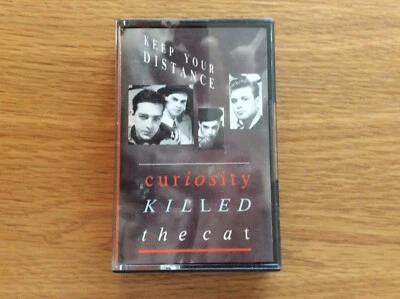 KEEP YOUR
DISTANCE
curiosity
KILLED
the cat